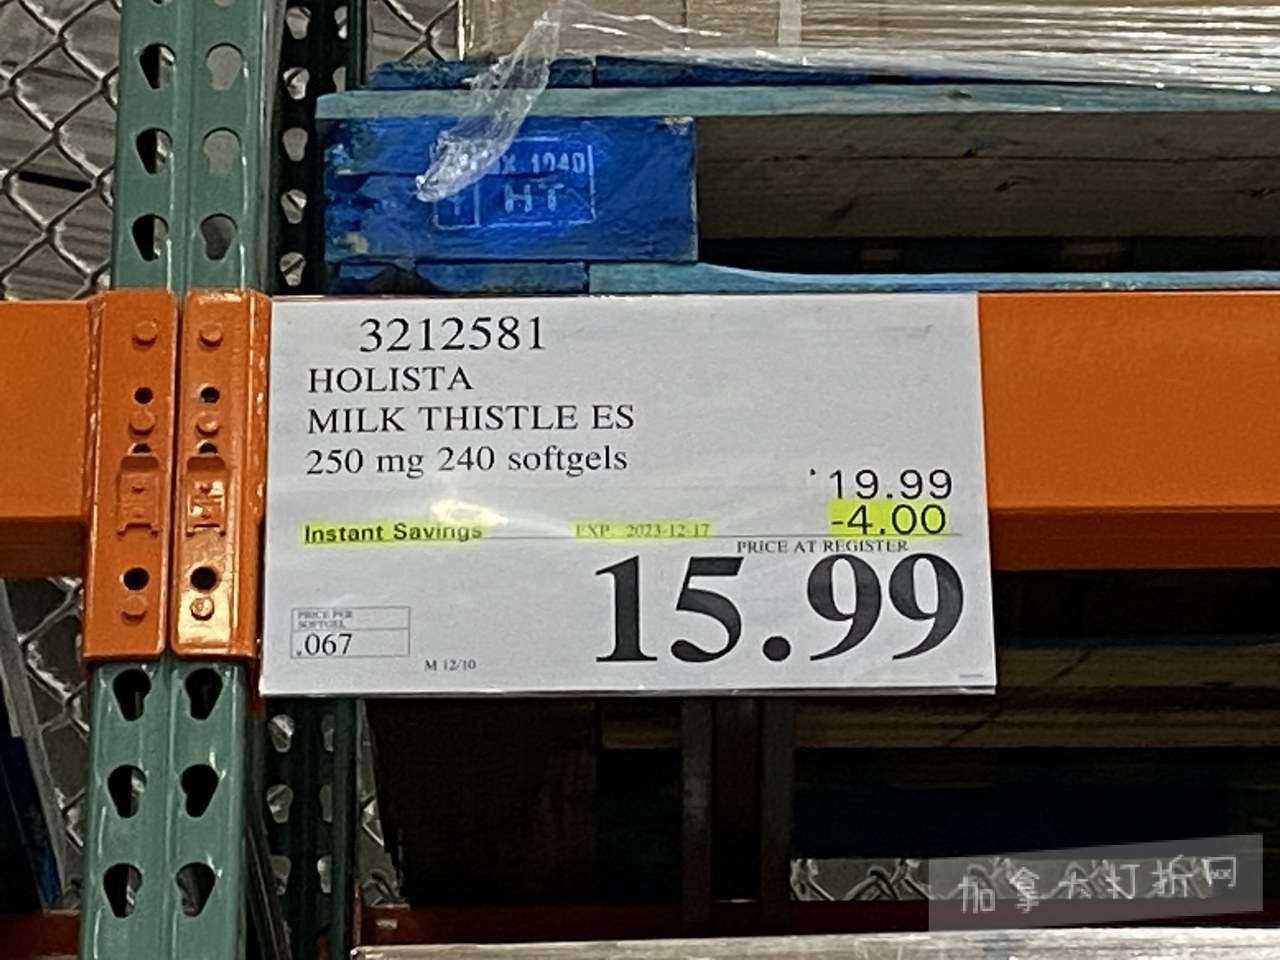 1240
HT
3212581
HOLISTA
MILK THISTLE ES
250 mg 240 softgels
19.99
Instant Savings EXP. 2023-12-17 -4.00
PRICE AT REGISTER
15.99
PRICE PER
SOFTGEL
.067
M 12/10
加拿大打折网